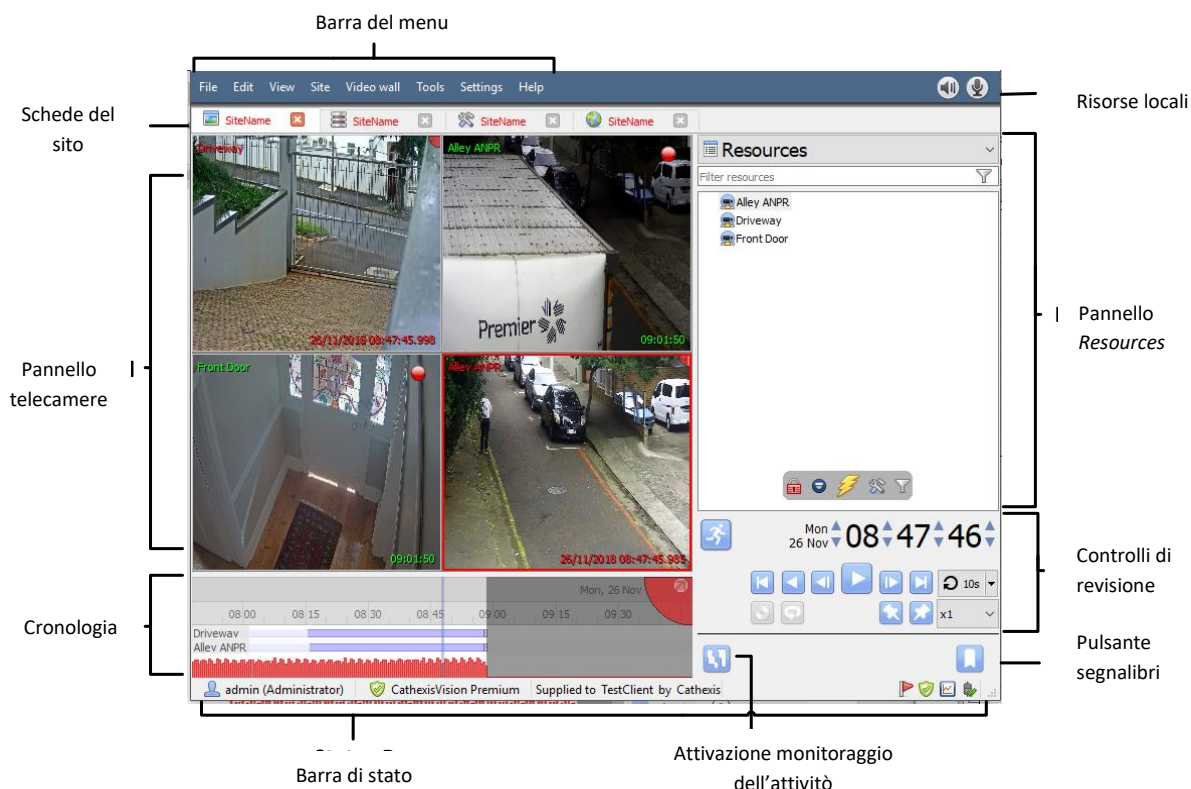 Barra del menu
File Edit View Site Video wall Tools Settings Help
Risorse locali
Schede del
sito
SiteName SiteName SiteName SiteName
Driveway
26/11/2018 08:47:45.998
Alley ANPR
Premier
09:01:50
Resources
Filter resources
Alley ANPR
Driveway
Front Door
Pannello
Resources
Pannello
telecamere
Front Door
09:01:50
Alley ANPR
26/11/2018 08:47:45.985
Mon
26 Nov 08 47 46
10s
x1
Controlli di
revisione
Cronologia
Mon, 26 Nov
08:00 08:15 08:30 08:45 09:00 09:15 09:30
Driveway
Alley ANPR
Pulsante
segnalibri
admin (Administrator) CathexisVision Premium Supplied to TestClient by Cathexis
Barra di stato
Attivazione monitoraggio
dell'attivitò